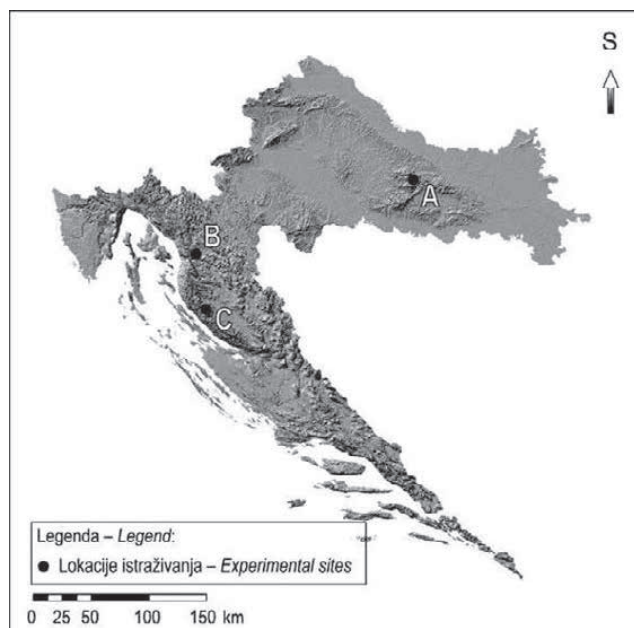 S
A
B
C
Legenda – Legend:
Lokacije istraživanja – Experimental sites
0 25 50 100 150 km